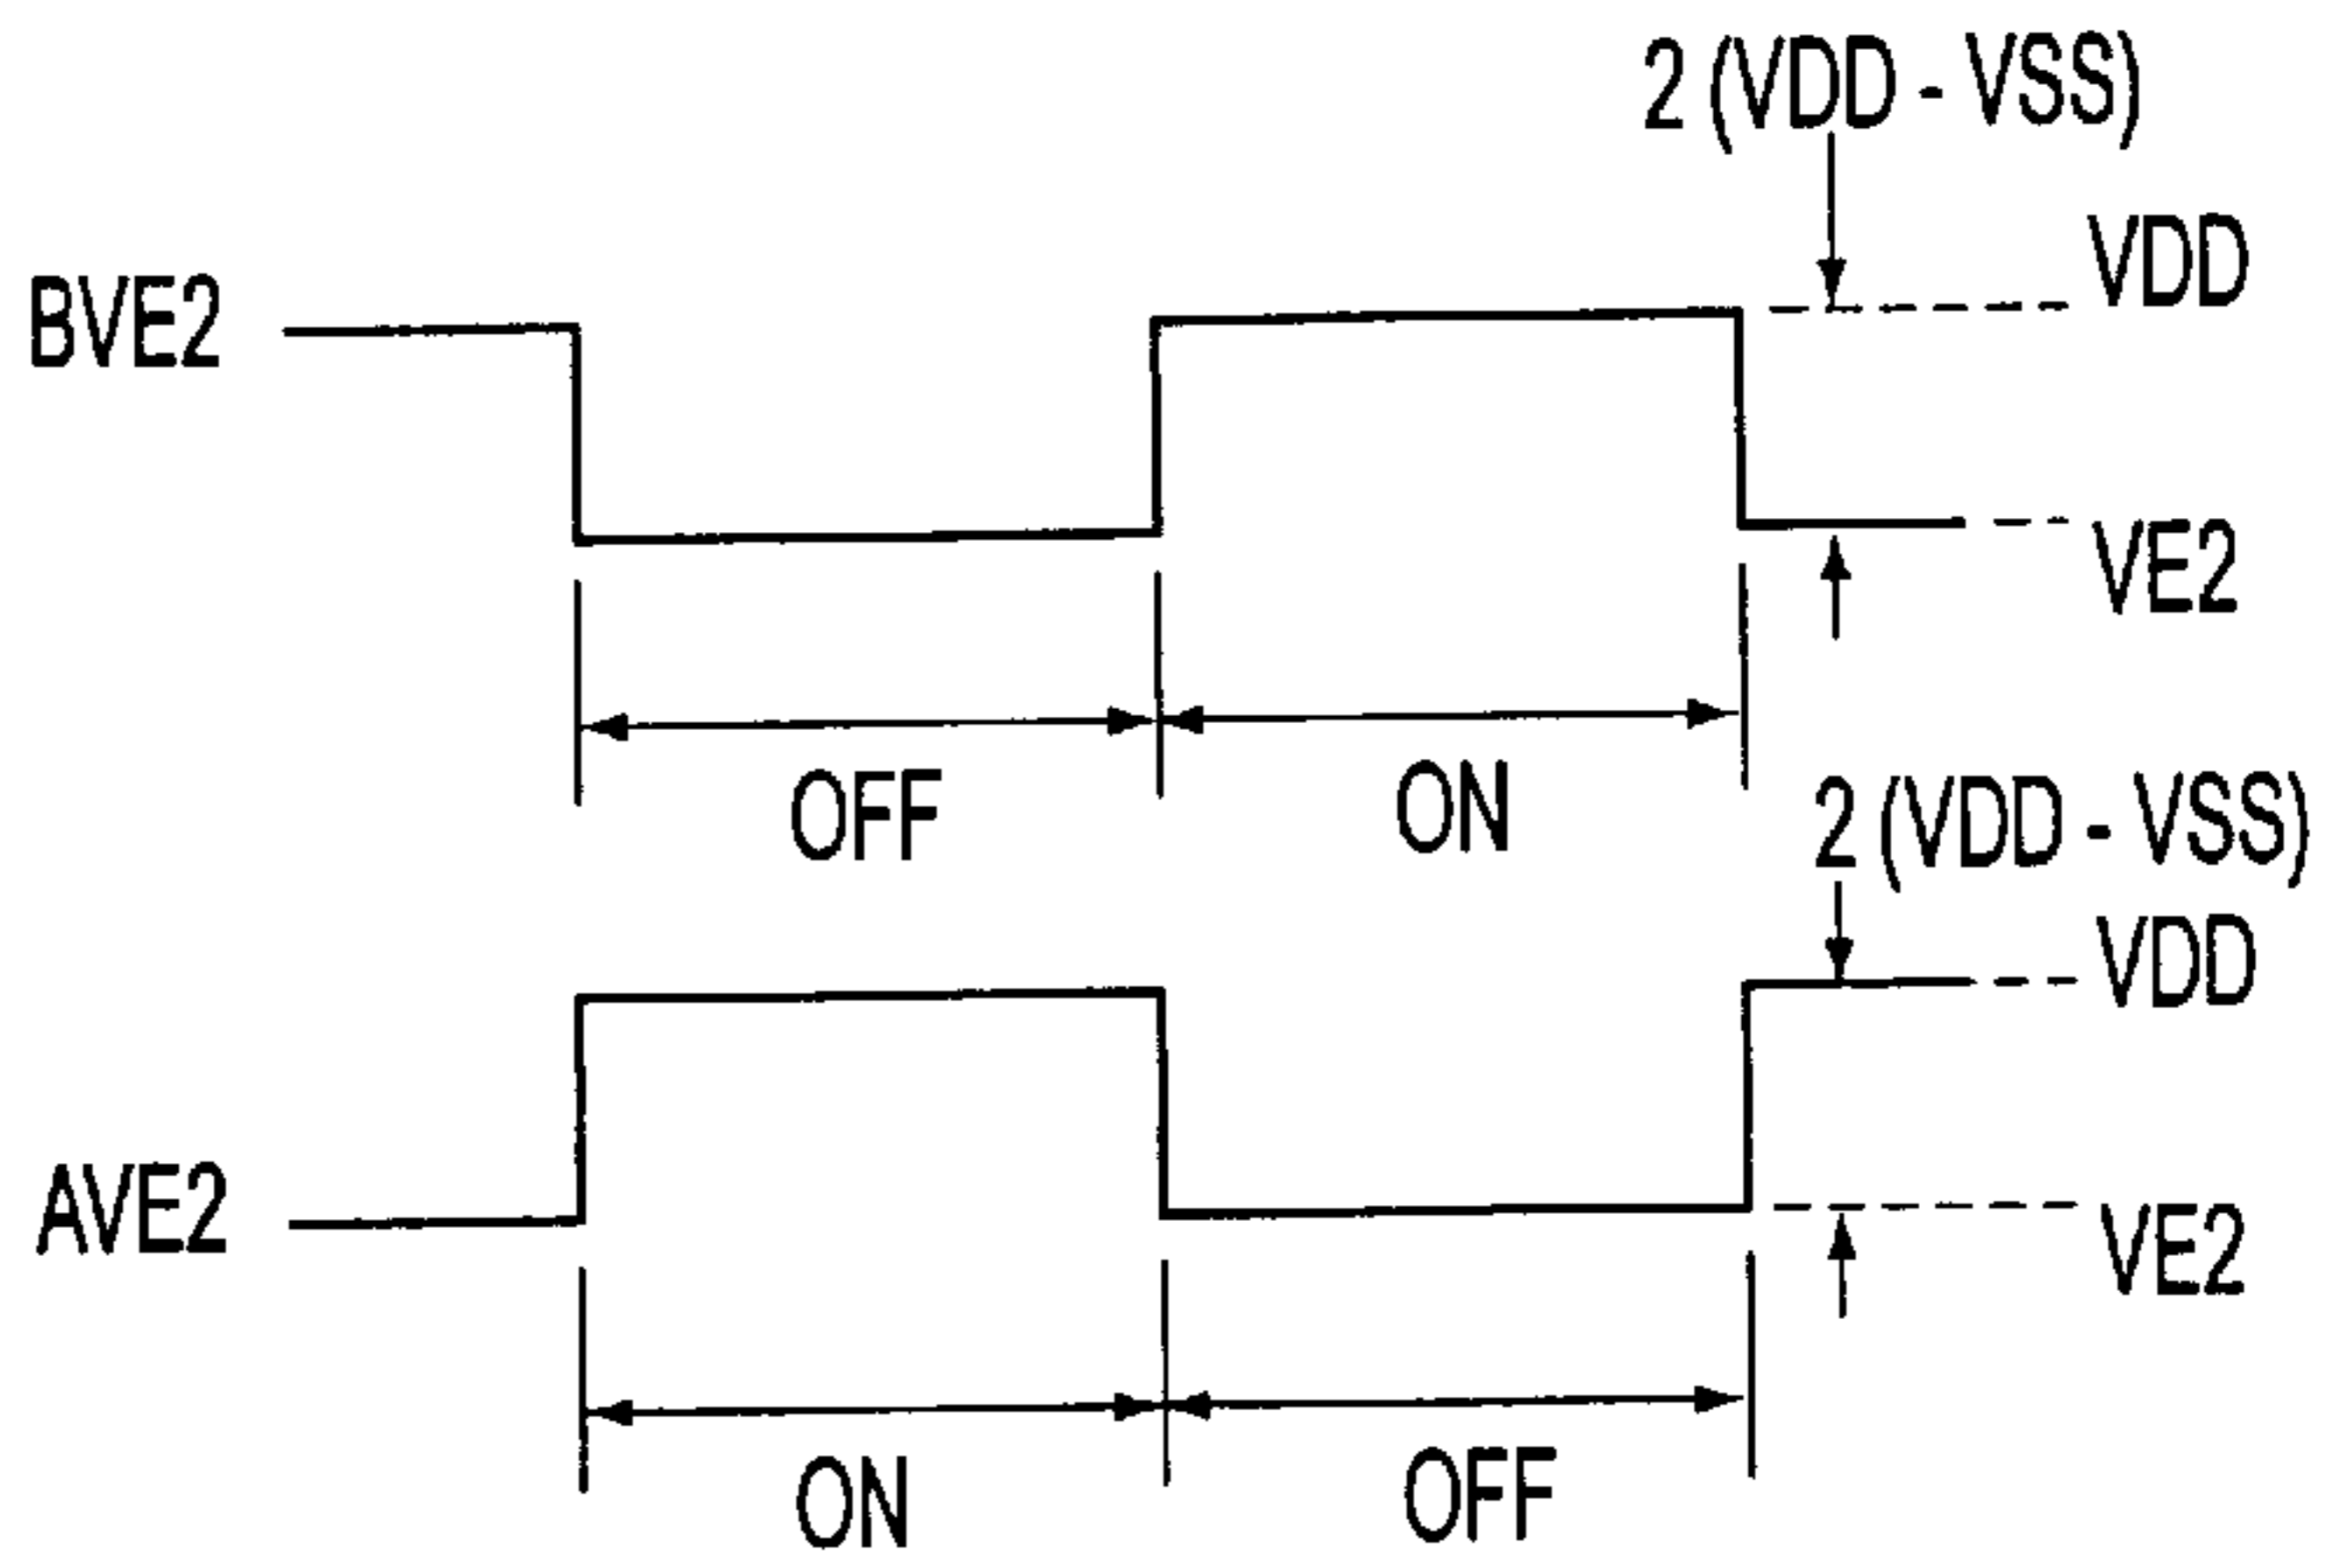 2 (VDD - VSS)
VDD
BVE2
VE2
OFF
ON
2 (VDD - VSS)
VDD
AVE2
VE2
ON
OFF